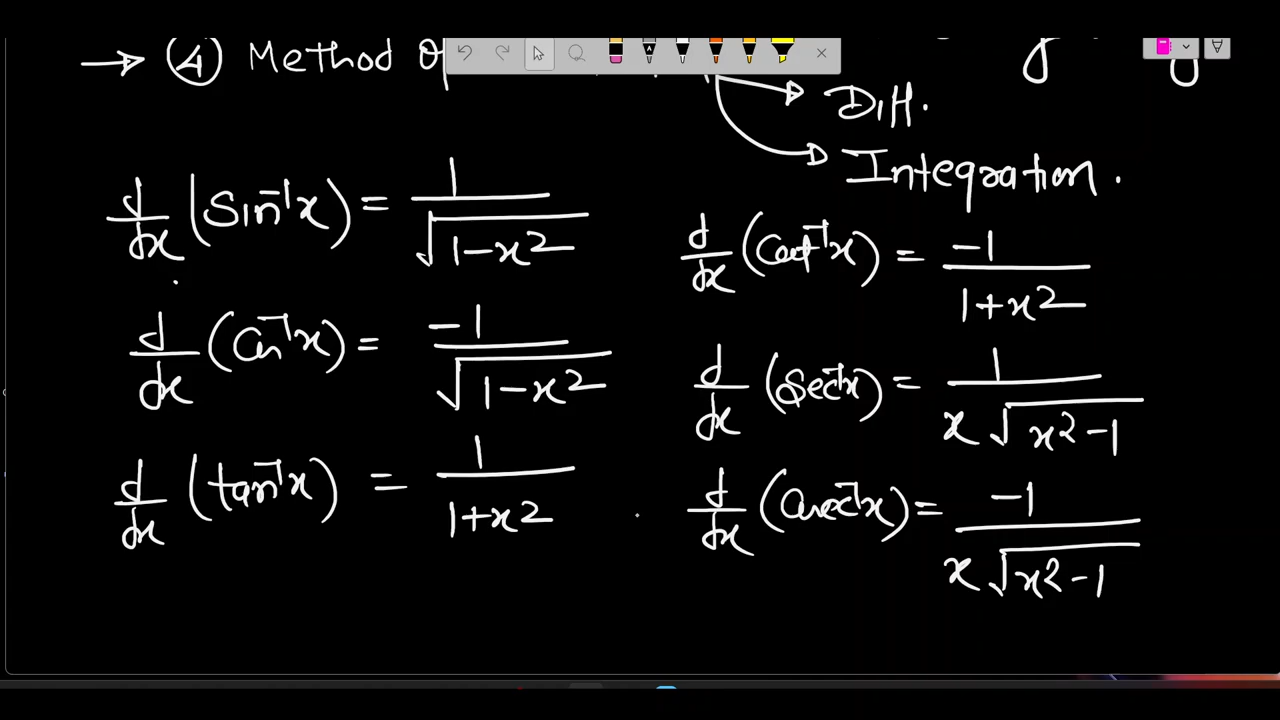 → ④ Method
Diff.
Integration.
d/dx (Sin⁻¹x) = 1/√(1-x²)
d/dx (Cos⁻¹x) = -1/√(1-x²)
d/dx (tan⁻¹x) = 1/(1+x²)
d/dx (Cot⁻¹x) = -1/(1+x²)
d/dx (Sec⁻¹x) = 1/(x√(x²-1))
d/dx (Cosec⁻¹x) = -1/(x√(x²-1))